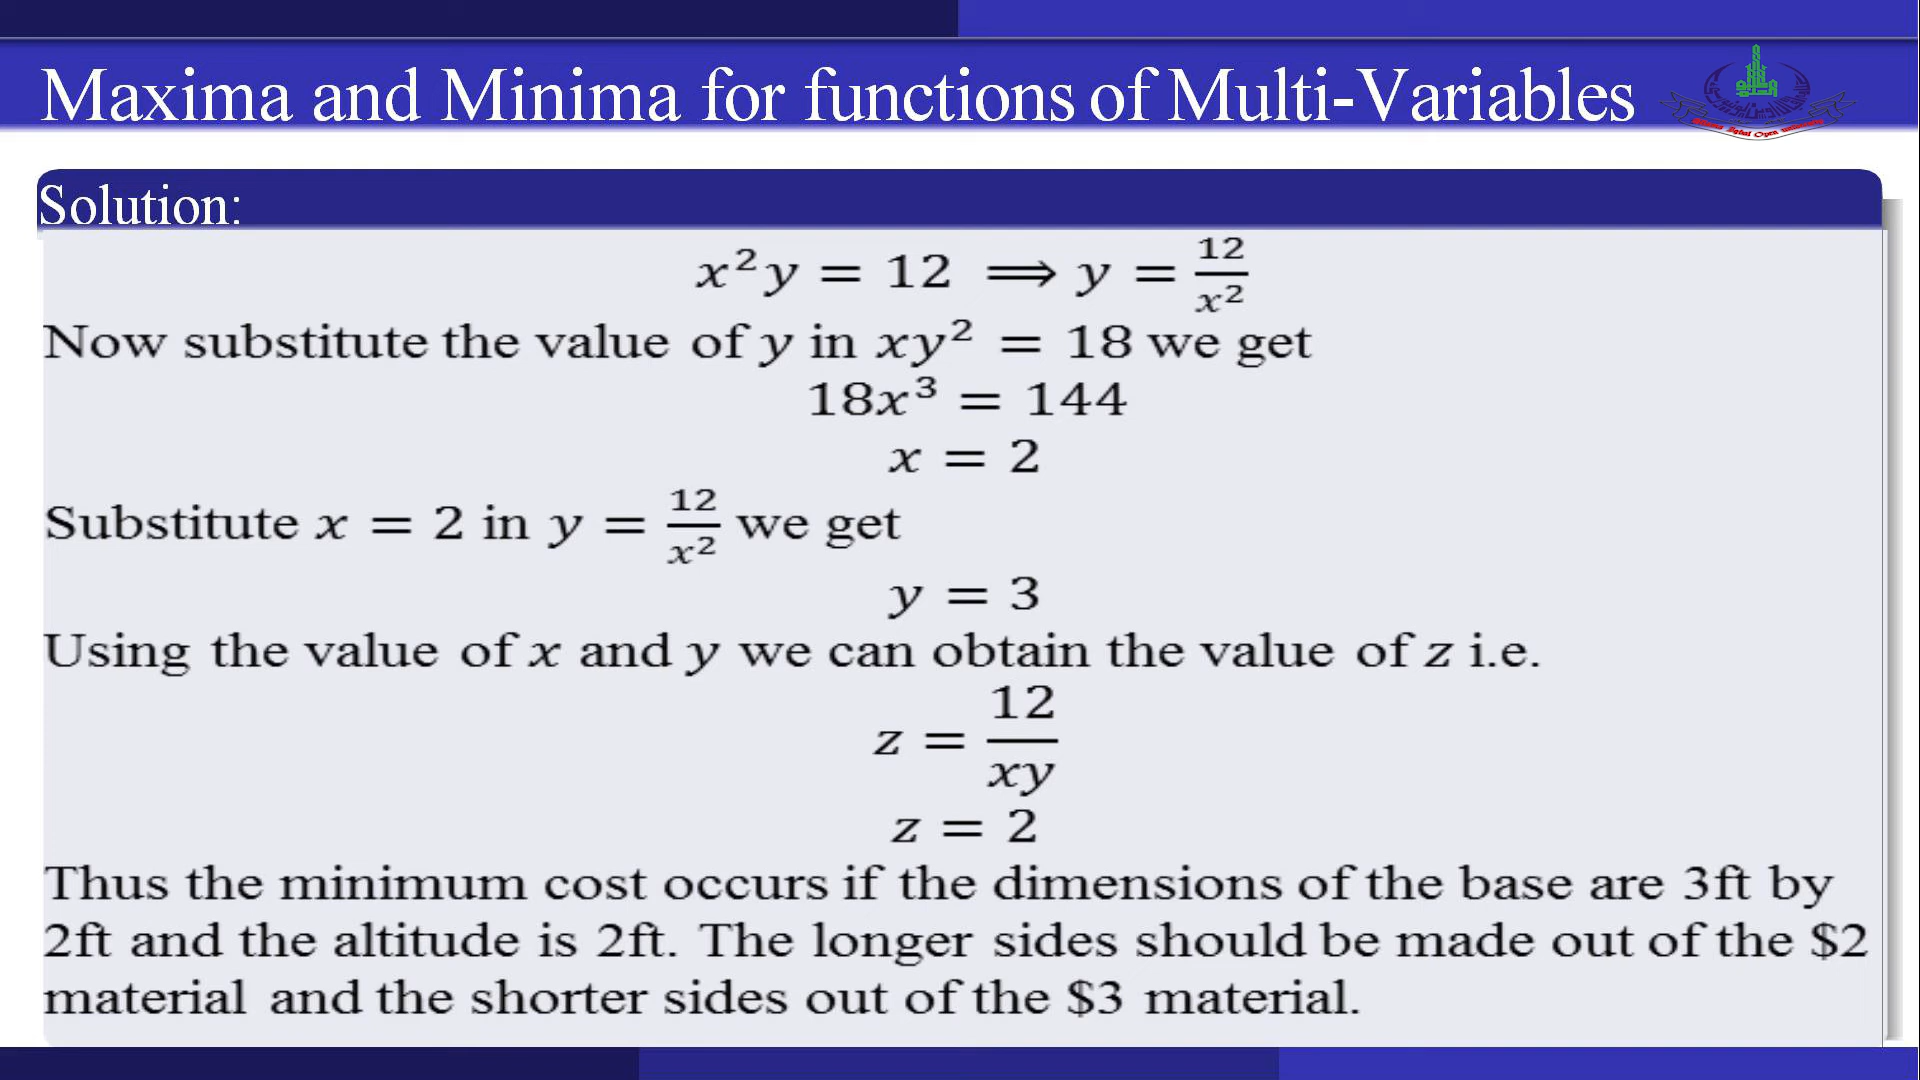 Maxima and Minima for functions of Multi-Variables
Allama Iqbal Open University
Solution:
x²y = 12 ⟹ y = 12/x²
Now substitute the value of y in xy² = 18 we get
18x³ = 144
x = 2
Substitute x = 2 in y = 12/x² we get
y = 3
Using the value of x and y we can obtain the value of z i.e.
z = 12/xy
z = 2
Thus the minimum cost occurs if the dimensions of the base are 3ft by
2ft and the altitude is 2ft. The longer sides should be made out of the $2
material and the shorter sides out of the $3 material.